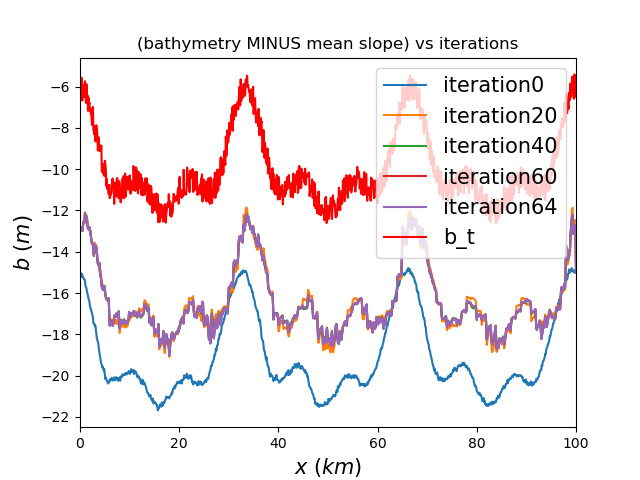 (bathymetry MINUS mean slope) vs iterations
iteration0
iteration20
iteration40
iteration60
iteration64
b_t
−6
−8
−10
−12
−14
−16
−18
−20
−22
b (m)
0 20 40 60 80 100
x (km)